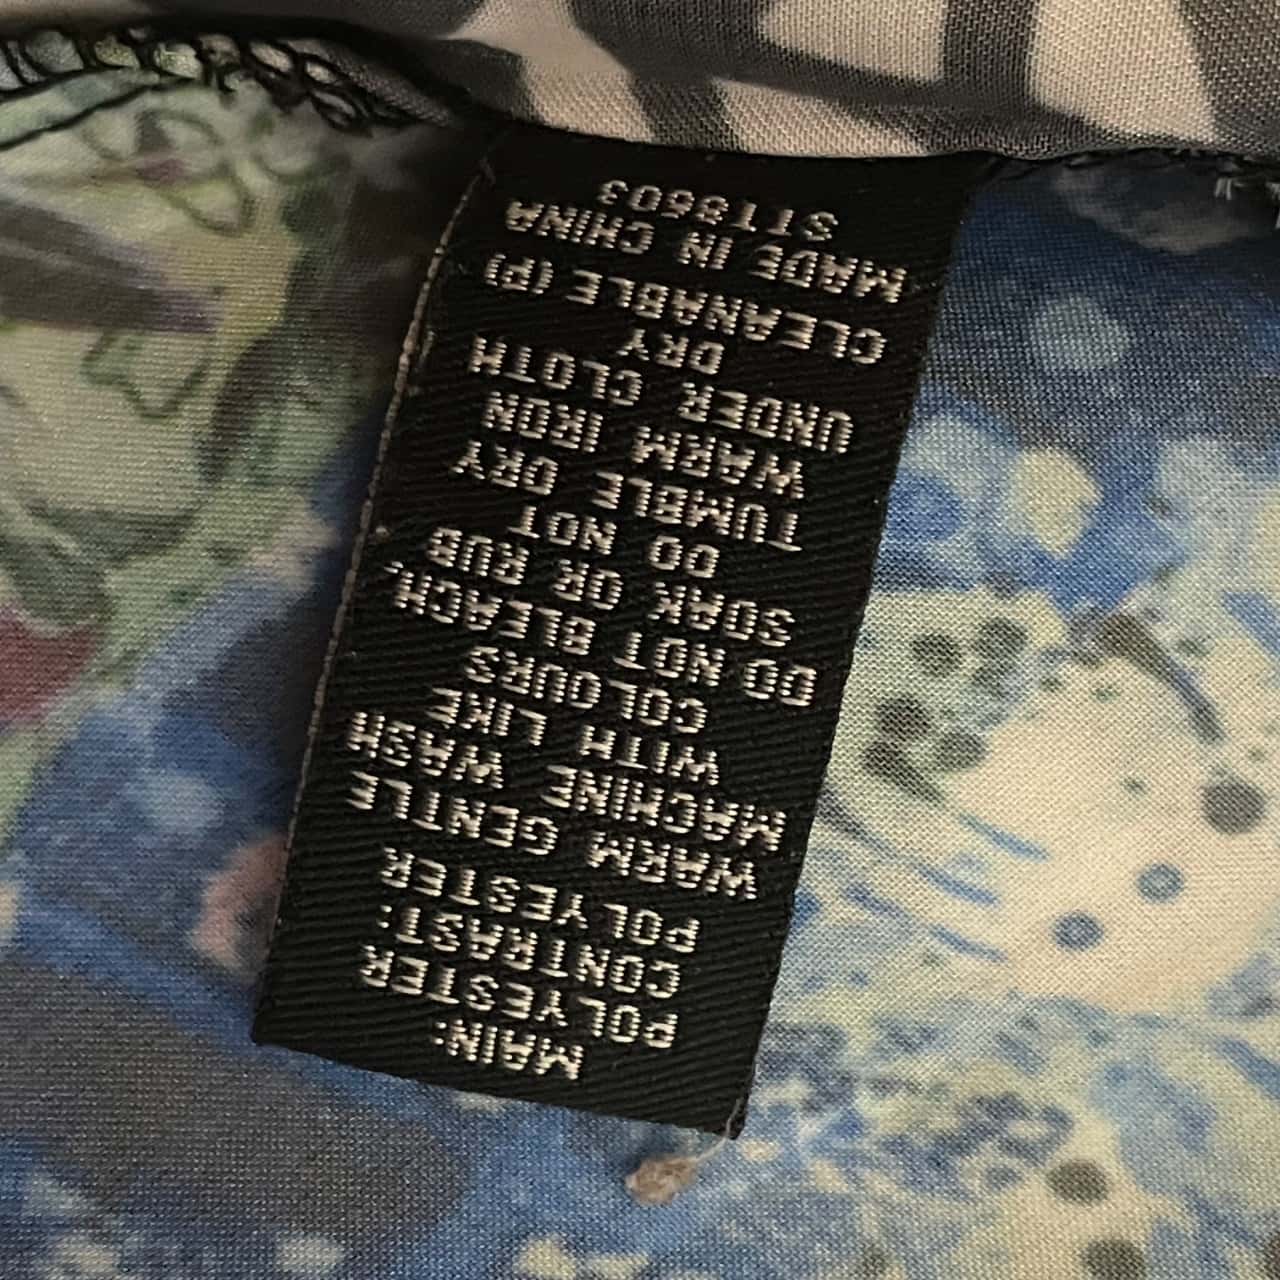 MAIN:
POLYESTER
CONTRAST:
POLYESTER
WARM GENTLE
MACHINE WASH
WITH LIKE
COLOURS
DO NOT BLEACH,
SOAK OR RUB
DO NOT
TUMBLE DRY
WARM IRON
UNDER CLOTH
DRY
CLEANABLE (P)
MADE IN CHINA
ST18603